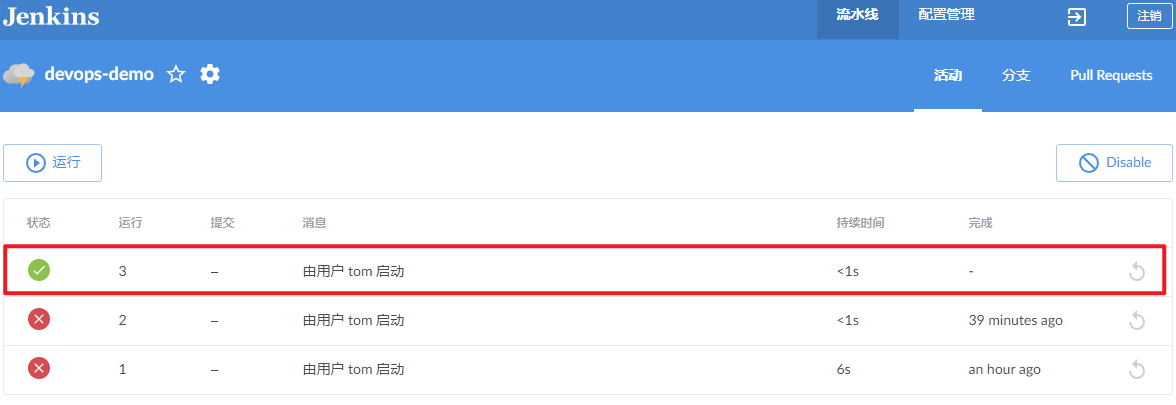 Jenkins 流水线 配置管理 注销
devops-demo 活动 分支 Pull Requests
运行 Disable
状态 运行 提交 消息 持续时间 完成
3 – 由用户 tom 启动 <1s -
2 – 由用户 tom 启动 <1s 39 minutes ago
1 – 由用户 tom 启动 6s an hour ago